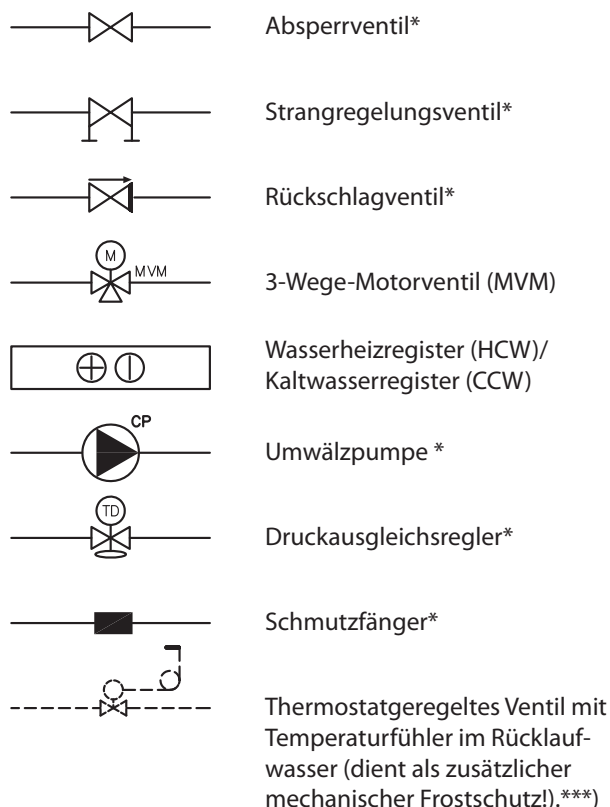 Absperrventil*
Strangregelungsventil*
Rückschlagventil*
M
MVM
3-Wege-Motorventil (MVM)
Wasserheizregister (HCW)/
Kaltwasserregister (CCW)
CP
Umwälzpumpe *
TD
Druckausgleichsregler*
Schmutzfänger*
Thermostatgeregeltes Ventil mit
Temperaturfühler im Rücklauf-
wasser (dient als zusätzlicher
mechanischer Frostschutz!).***)